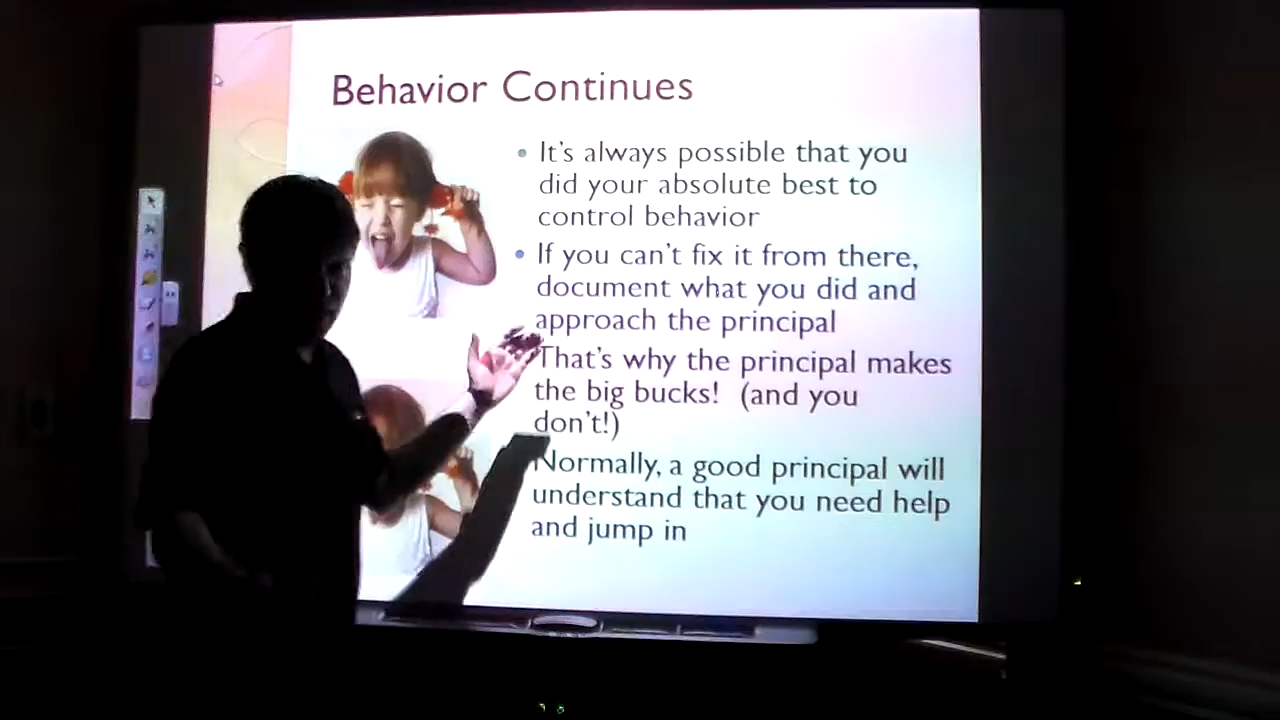 Behavior Continues
• It's always possible that you
did your absolute best to
control behavior
• If you can't fix it from there,
document what you did and
approach the principal
That's why the principal makes
the big bucks! (and you
don't!)
Normally, a good principal will
understand that you need help
and jump in